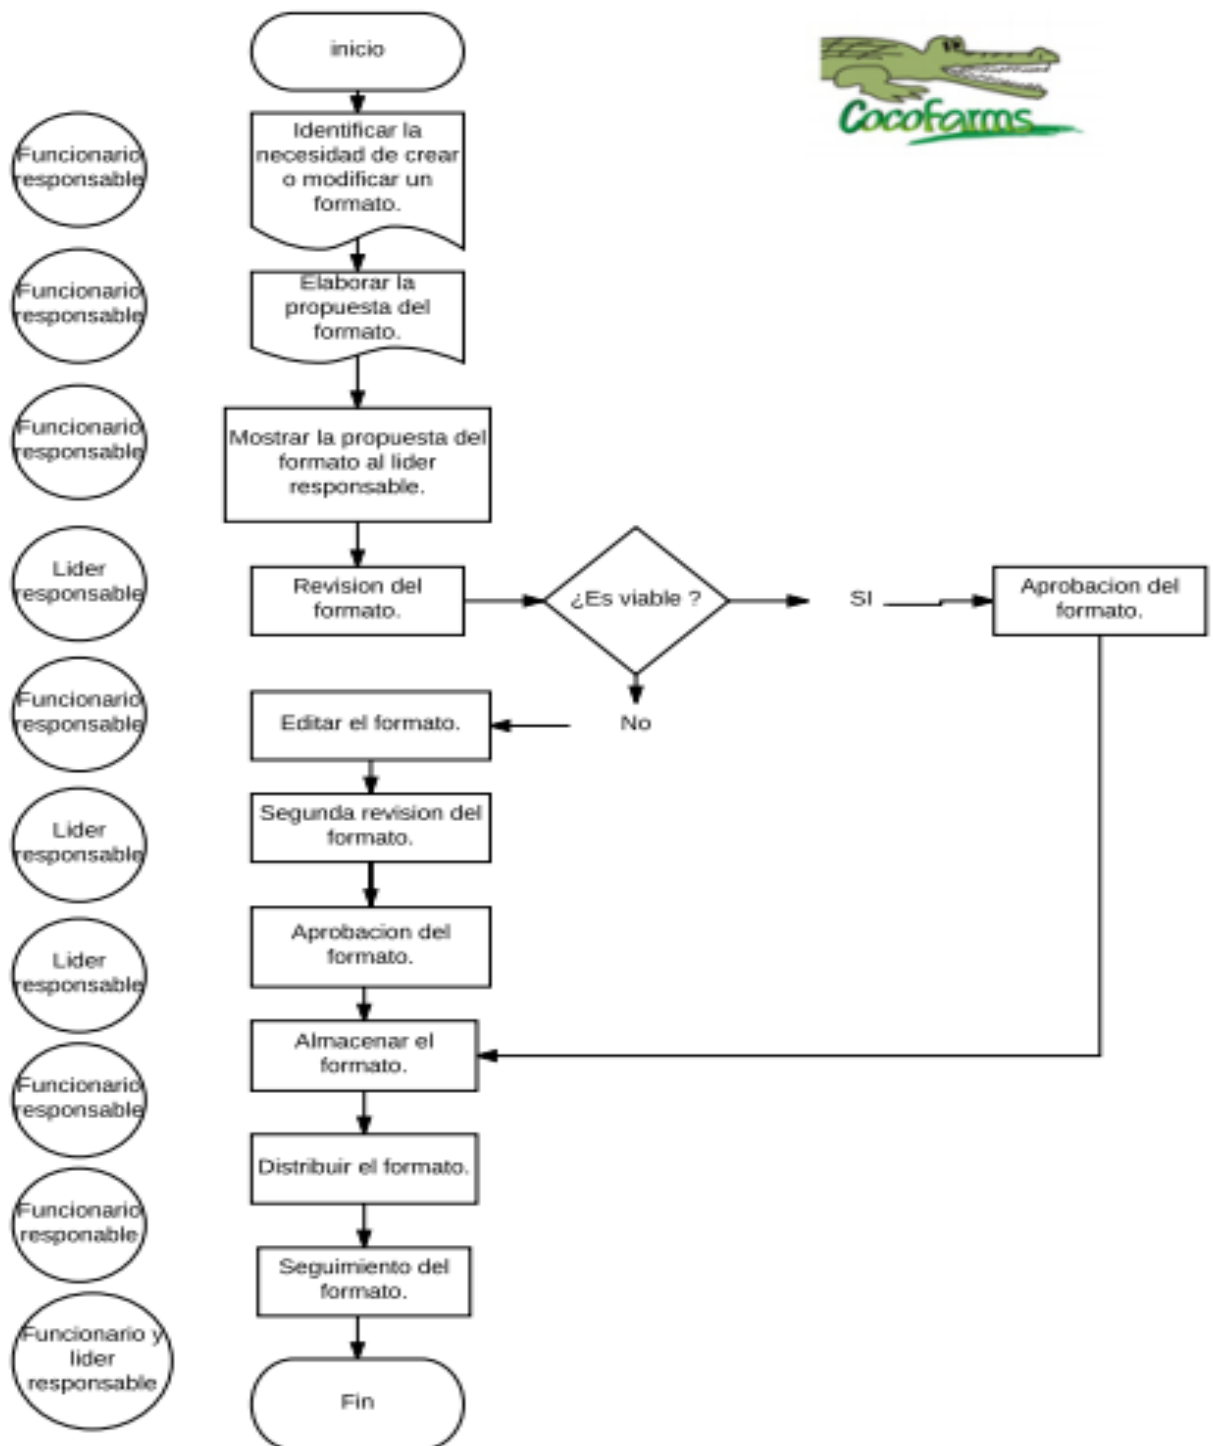 inicio
Cocofarms
Funcionario
responsable
Identificar la
necesidad de crear
o modificar un
formato.
Funcionario
responsable
Elaborar la
propuesta del
formato.
Funcionario
responsable
Mostrar la propuesta del
formato al lider
responsable.
Lider
responsable
Revision del
formato.
¿Es viable ?
SI
Aprobacion del
formato.
Funcionario
responsable
Editar el formato.
No
Lider
responsable
Segunda revision del
formato.
Lider
responsable
Aprobacion del
formato.
Funcionario
responsable
Almacenar el
formato.
Funcionario
responable
Distribuir el formato.
Seguimiento del
formato.
Funcionario y
lider
responsable
Fin